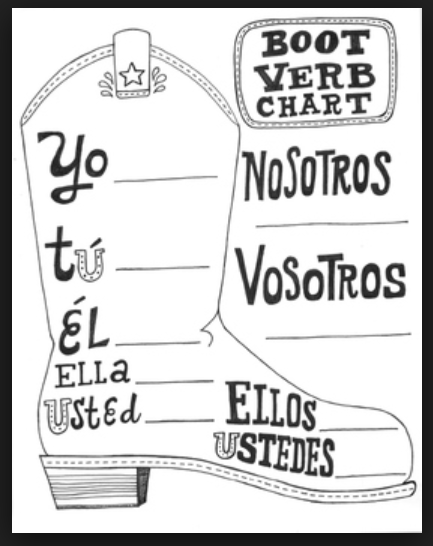 BOOT
VERB
CHART
Yo
NOSOTROS
tú
VOSOTROS
ÉL
ELLa
UStEd
ELLOS
USTEDES